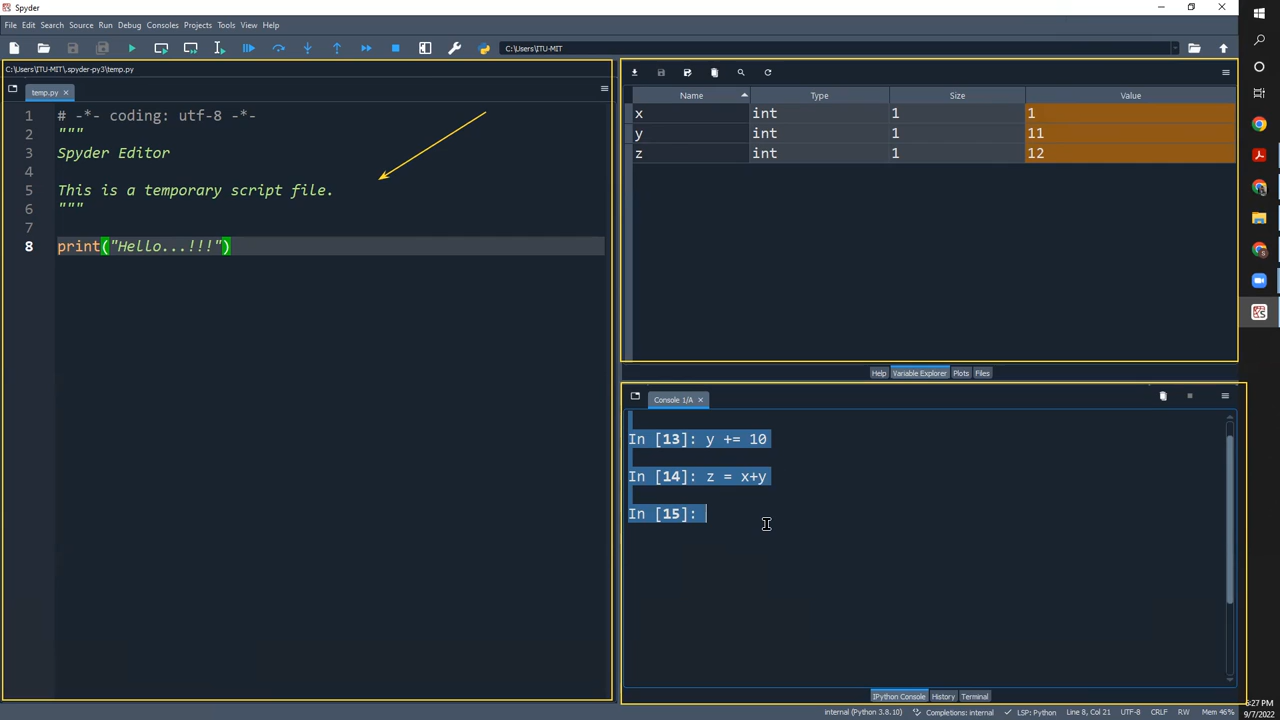 Spyder
File Edit Search Source Run Debug Consoles Projects Tools View Help
C:\Users\ITU-MIT
C:\Users\ITU-MIT\.spyder-py3\temp.py
temp.py
1 # -*- coding: utf-8 -*-
2 """
3 Spyder Editor
4
5 This is a temporary script file.
6 """
7
8 print("Hello...!!!")
Name Type Size Value
x int 1 1
y int 1 11
z int 1 12
Help Variable Explorer Plots Files
Console 1/A
In [13]: y += 10
In [14]: z = x+y
In [15]:
IPython Console History Terminal
internal (Python 3.8.10) Completions: internal LSP: Python Line 8, Col 21 UTF-8 CRLF RW Mem 46%
6:27 PM
9/7/2022